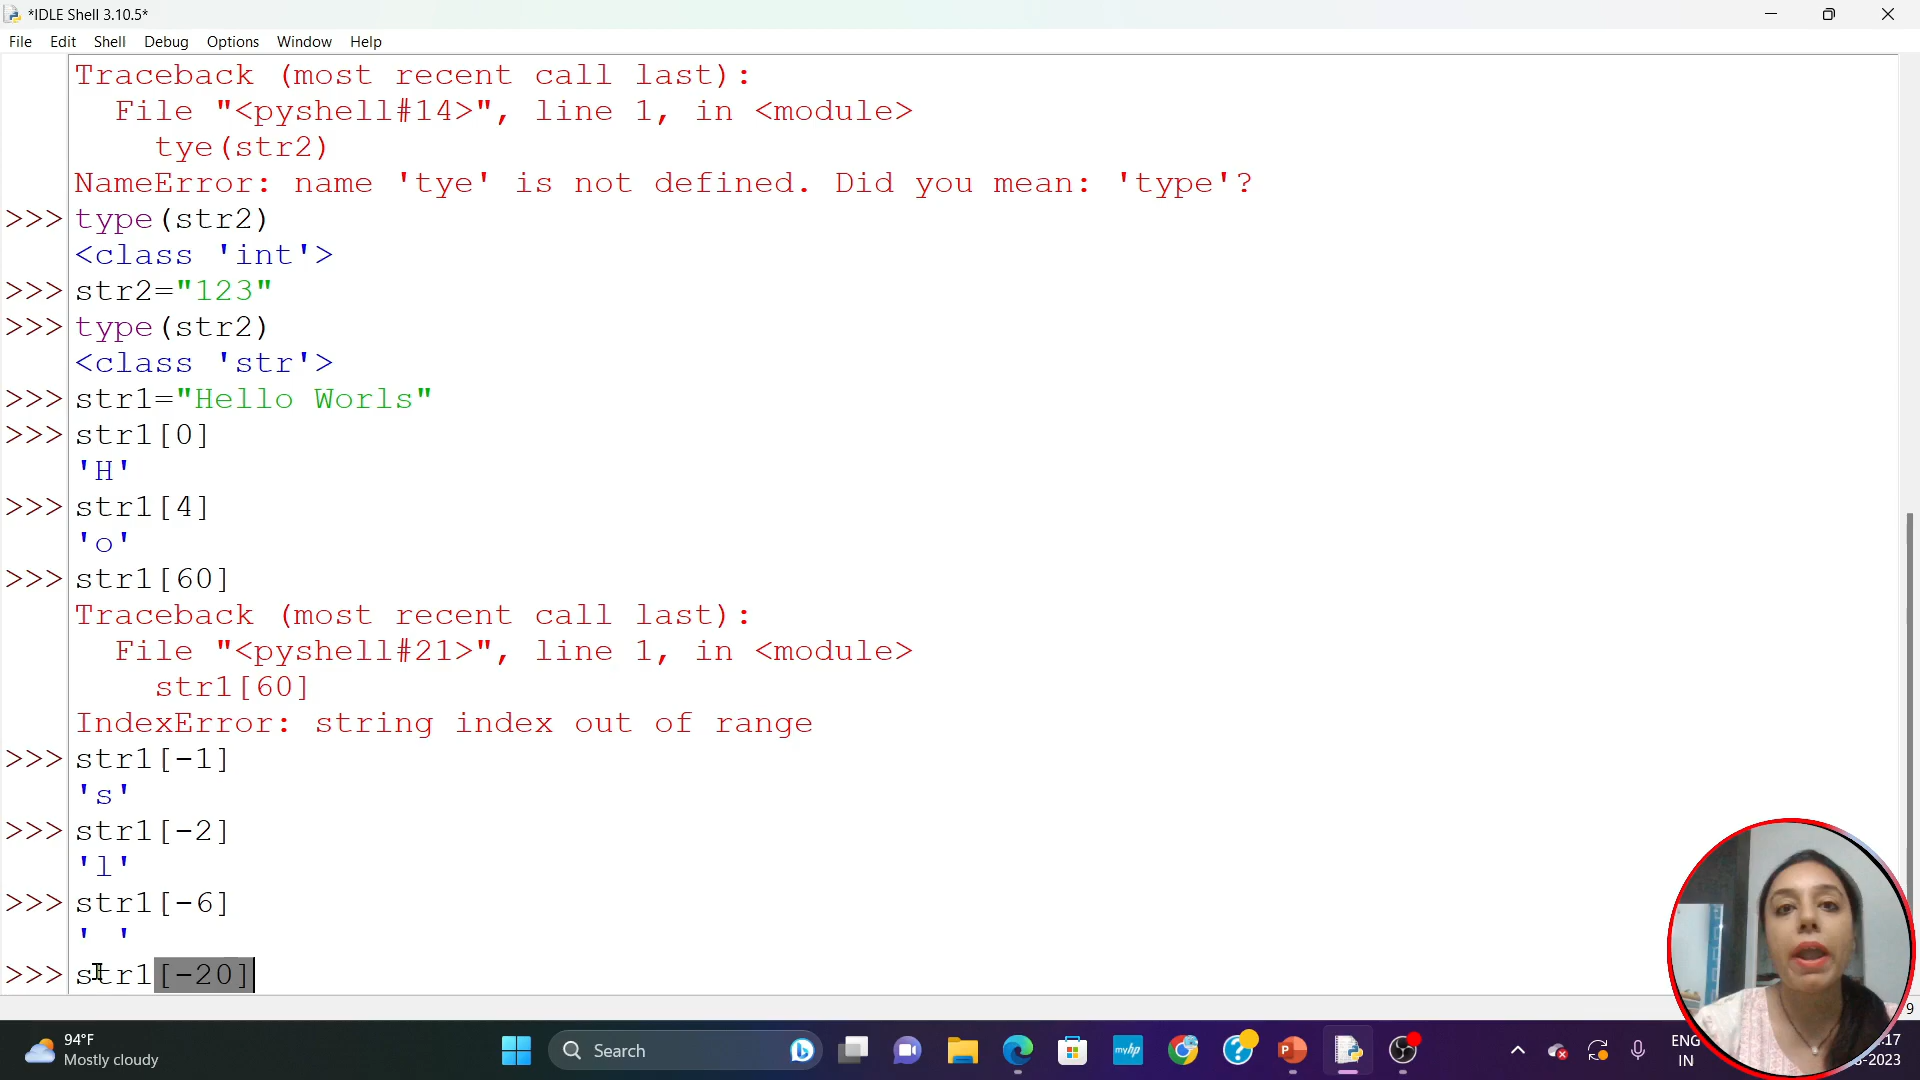 *IDLE Shell 3.10.5*
File Edit Shell Debug Options Window Help
Traceback (most recent call last):
File "<pyshell#14>", line 1, in <module>
tye(str2)
NameError: name 'tye' is not defined. Did you mean: 'type'?
>>> type(str2)
<class 'int'>
>>> str2="123"
>>> type(str2)
<class 'str'>
>>> str1="Hello Worls"
>>> str1[0]
'H'
>>> str1[4]
'o'
>>> str1[60]
Traceback (most recent call last):
File "<pyshell#21>", line 1, in <module>
str1[60]
IndexError: string index out of range
>>> str1[-1]
's'
>>> str1[-2]
'l'
>>> str1[-6]
' '
>>> str1[-20]
9
94°F
Mostly cloudy
Search
myhp
ENG
IN
:17
-2023